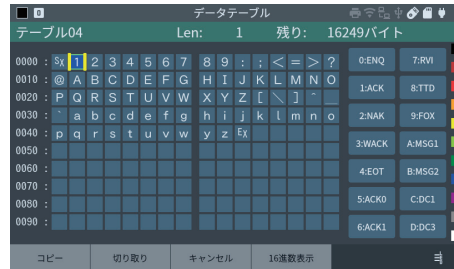 0 データテーブル
テーブル04 Len: 1 残り: 16249バイト
0000 : SX 1 2 3 4 5 6 7 8 9 : ; < = > ?
0010 : @ A B C D E F G H I J K L M N O
0020 : P Q R S T U V W X Y Z [ \ ] ^ _
0030 : ` a b c d e f g h i j k l m n o
0040 : p q r s t u v w y z EX
0050 :
0060 :
0070 :
0080 :
0090 :
0:ENQ 7:RVI
1:ACK 8:TTD
2:NAK 9:FOX
3:WACK A:MSG1
4:EOT B:MSG2
5:ACK0 C:DC1
6:ACK1 D:DC3
コピー 切り取り キャンセル 16進数表示